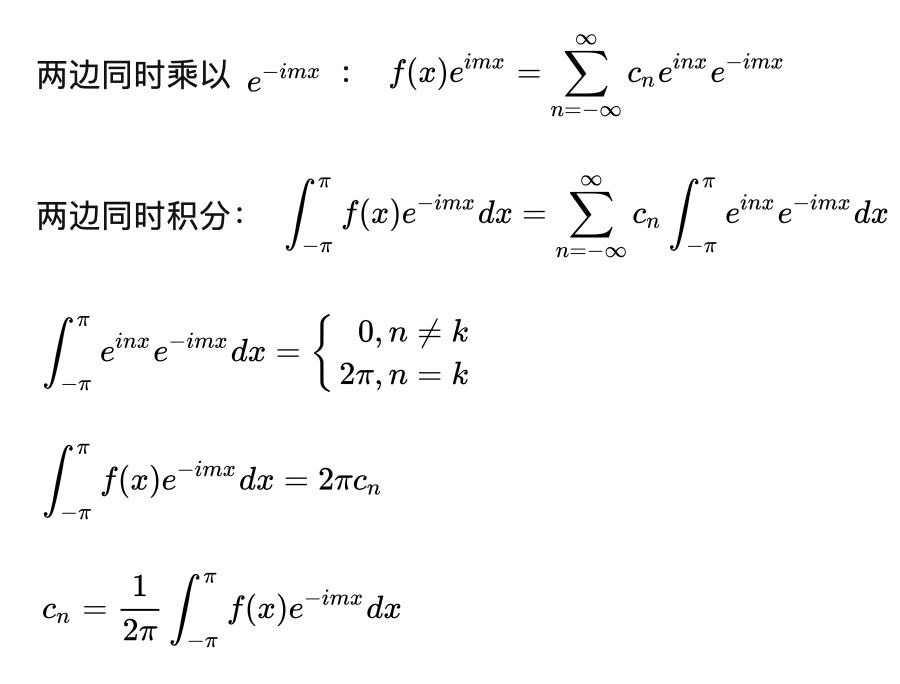 两边同时乘以 $e^{-imx}$ : $f(x)e^{imx} = \sum_{n=-\infty}^{\infty} c_n e^{inx} e^{-imx}$
两边同时积分: $\int_{-\pi}^{\pi} f(x)e^{-imx}dx = \sum_{n=-\infty}^{\infty} c_n \int_{-\pi}^{\pi} e^{inx} e^{-imx}dx$
$\int_{-\pi}^{\pi} e^{inx} e^{-imx}dx = \begin{cases} 0, n \neq k \\ 2\pi, n = k \end{cases}$
$\int_{-\pi}^{\pi} f(x)e^{-imx}dx = 2\pi c_n$
$c_n = \frac{1}{2\pi} \int_{-\pi}^{\pi} f(x)e^{-imx}dx$